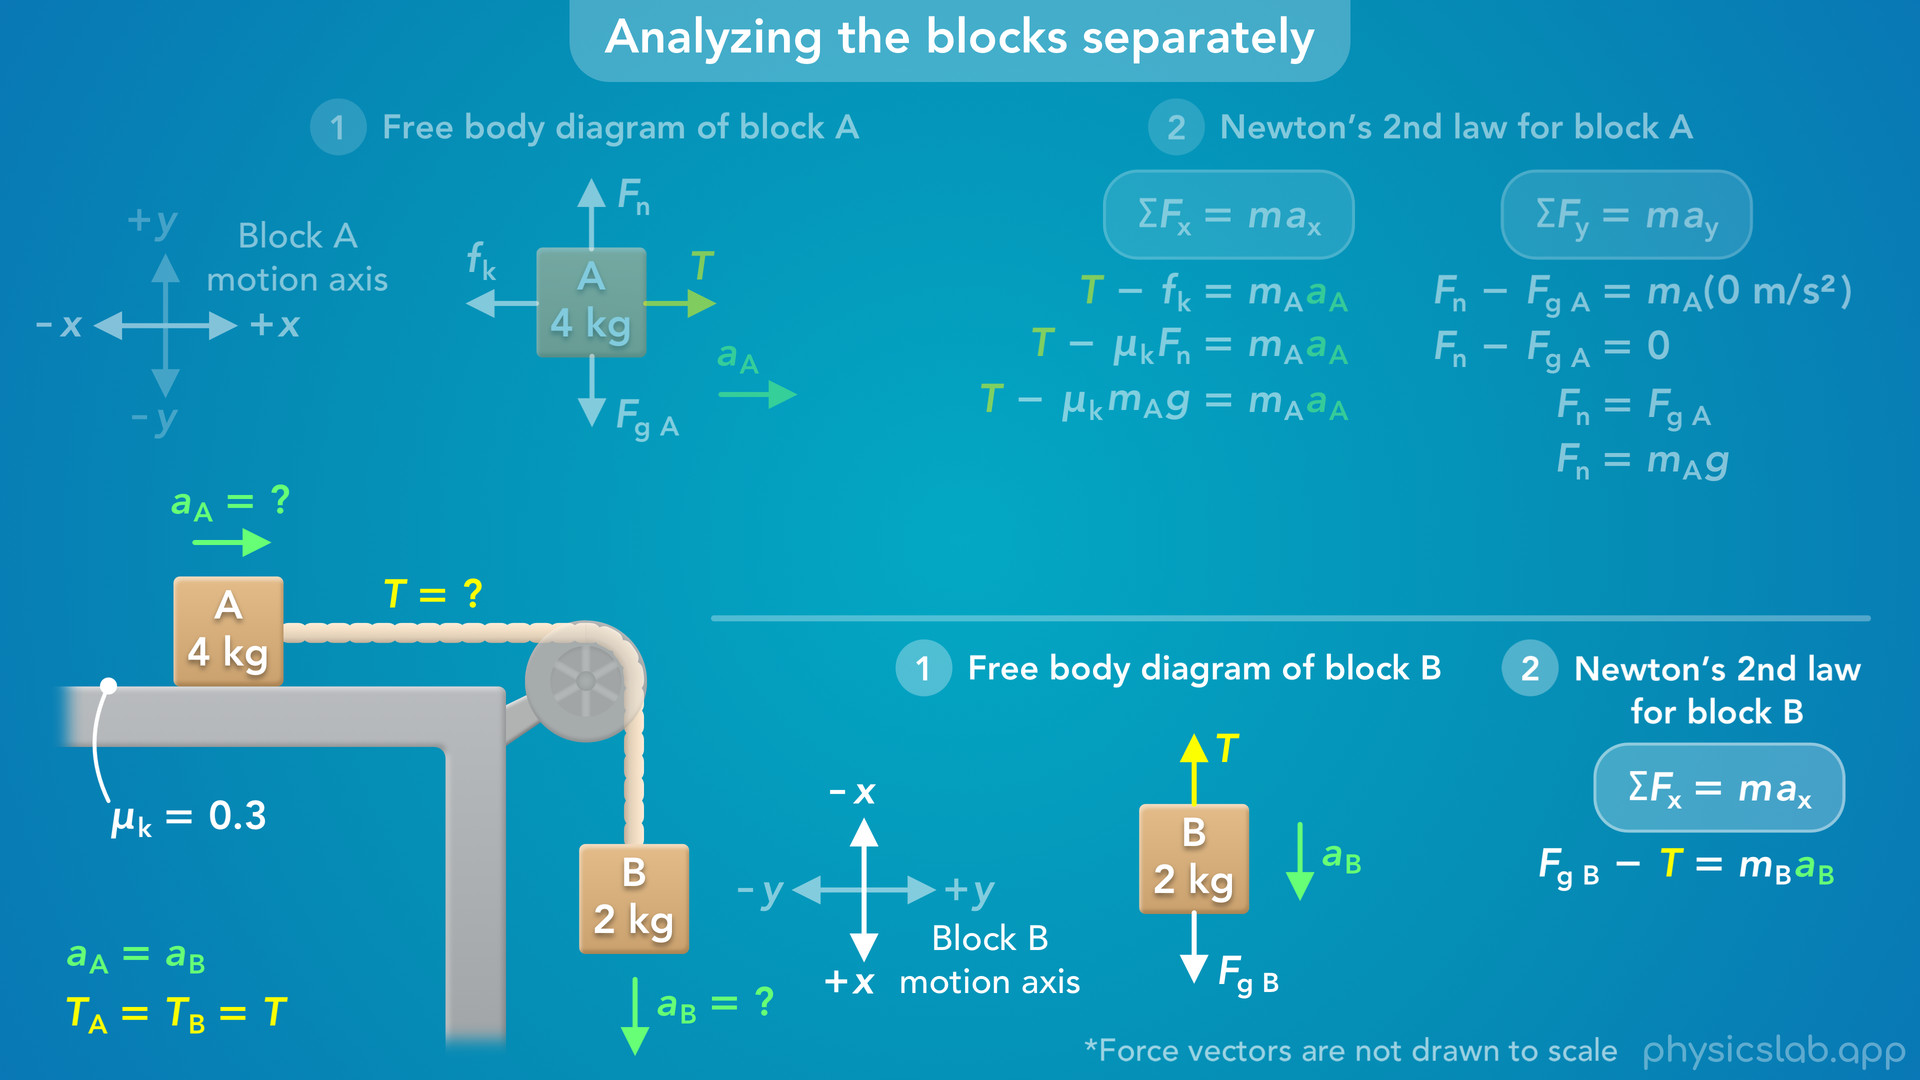 Analyzing the blocks separately
1 Free body diagram of block A
+y
Block A
motion axis
-x
+x
-y
Fn
fk
A
4 kg
T
aA
Fg A
2 Newton's 2nd law for block A
ΣFx = max
T − fk = mAaA
T − μkFn = mAaA
T − μkmAg = mAaA
ΣFy = may
Fn − Fg A = mA(0 m/s²)
Fn − Fg A = 0
Fn = Fg A
Fn = mAg
aA = ?
A
4 kg
T = ?
μk = 0.3
B
2 kg
aB = ?
aA = aB
TA = TB = T
1 Free body diagram of block B
-x
-y
+y
+x
Block B
motion axis
T
B
2 kg
aB
Fg B
2 Newton's 2nd law
for block B
ΣFx = max
Fg B − T = mBaB
*Force vectors are not drawn to scale
physicslab.app